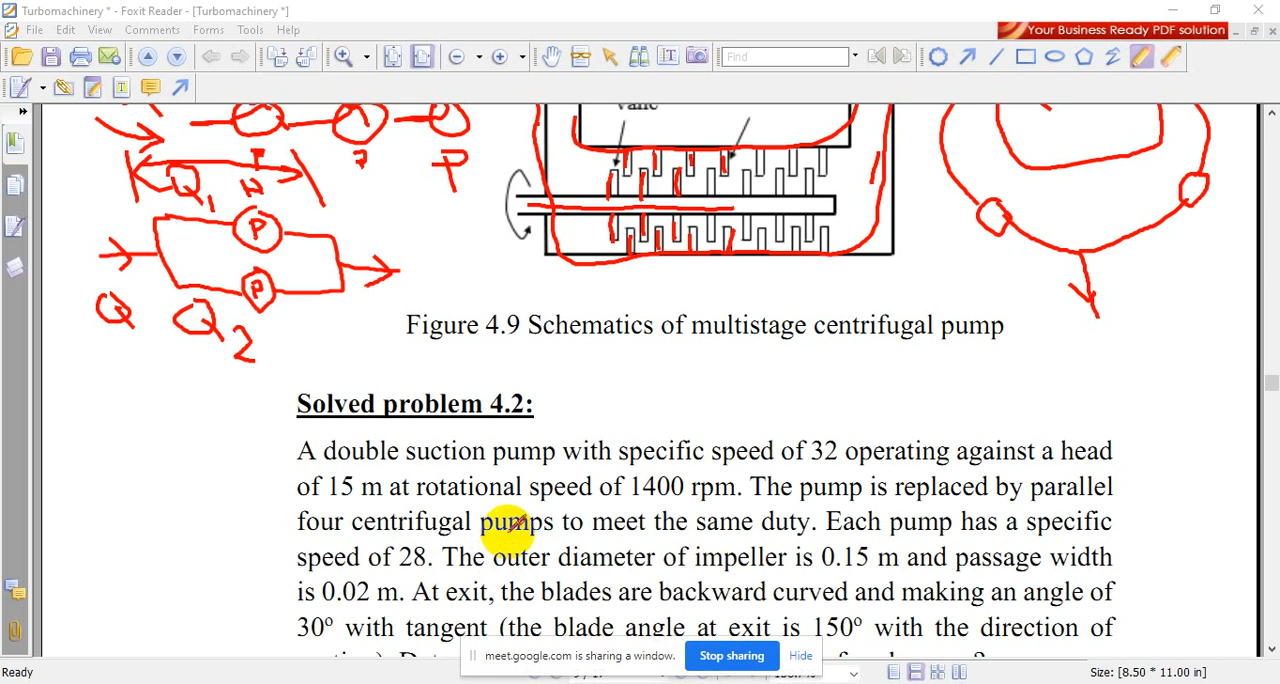 Turbomachinery * - Foxit Reader - [Turbomachinery *]
File Edit View Comments Forms Tools Help
Your Business Ready PDF solution
Find
vane
P P P
Q1
Q Q2
P
P
Figure 4.9 Schematics of multistage centrifugal pump
Solved problem 4.2:
A double suction pump with specific speed of 32 operating against a head
of 15 m at rotational speed of 1400 rpm. The pump is replaced by parallel
four centrifugal pumps to meet the same duty. Each pump has a specific
speed of 28. The outer diameter of impeller is 0.15 m and passage width
is 0.02 m. At exit, the blades are backward curved and making an angle of
30º with tangent (the blade angle at exit is 150º with the direction of
meet.google.com is sharing a window. Stop sharing Hide
Ready
Size: [8.50 * 11.00 in]